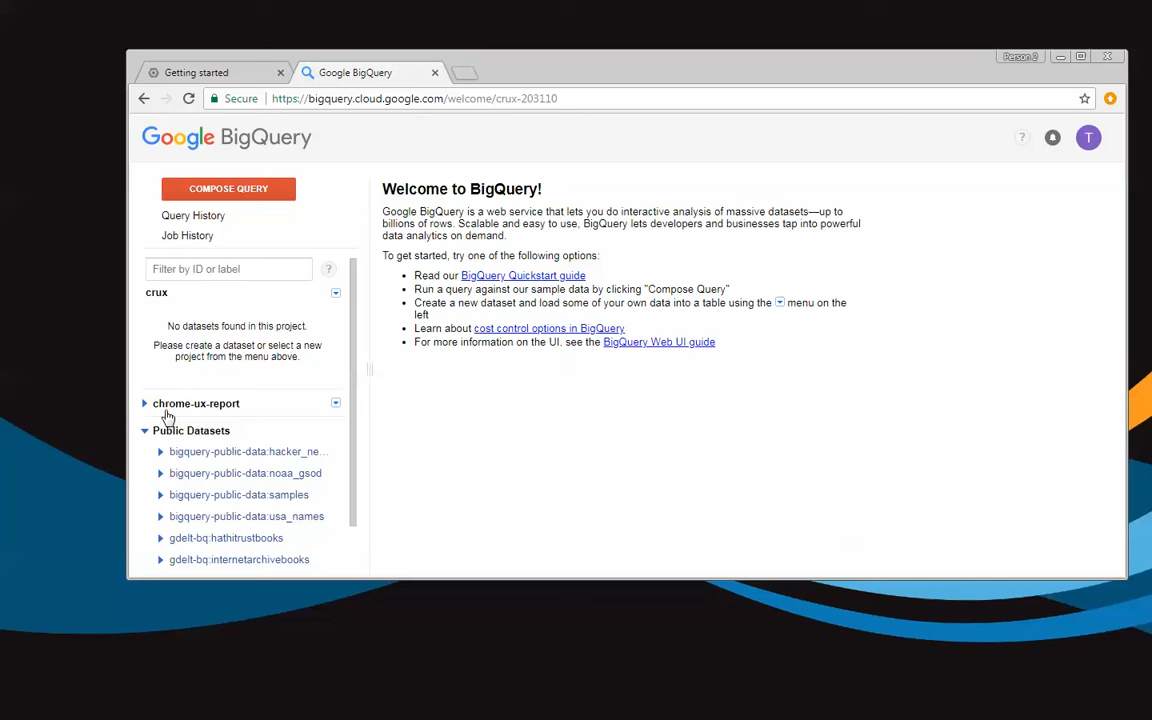 Person 2
Getting started
Google BigQuery
Secure
https://bigquery.cloud.google.com/welcome/crux-203110
Google BigQuery
?
T
COMPOSE QUERY
Query History
Job History
Filter by ID or label
?
crux
No datasets found in this project.
Please create a dataset or select a new
project from the menu above.
chrome-ux-report
Public Datasets
bigquery-public-data:hacker_ne...
bigquery-public-data:noaa_gsod
bigquery-public-data:samples
bigquery-public-data:usa_names
gdelt-bq:hathitrustbooks
gdelt-bq:internetarchivebooks
Welcome to BigQuery!
Google BigQuery is a web service that lets you do interactive analysis of massive datasets—up to
billions of rows. Scalable and easy to use, BigQuery lets developers and businesses tap into powerful
data analytics on demand.
To get started, try one of the following options:
Read our BigQuery Quickstart guide
Run a query against our sample data by clicking "Compose Query"
Create a new dataset and load some of your own data into a table using the menu on the
left
Learn about cost control options in BigQuery
For more information on the UI, see the BigQuery Web UI guide